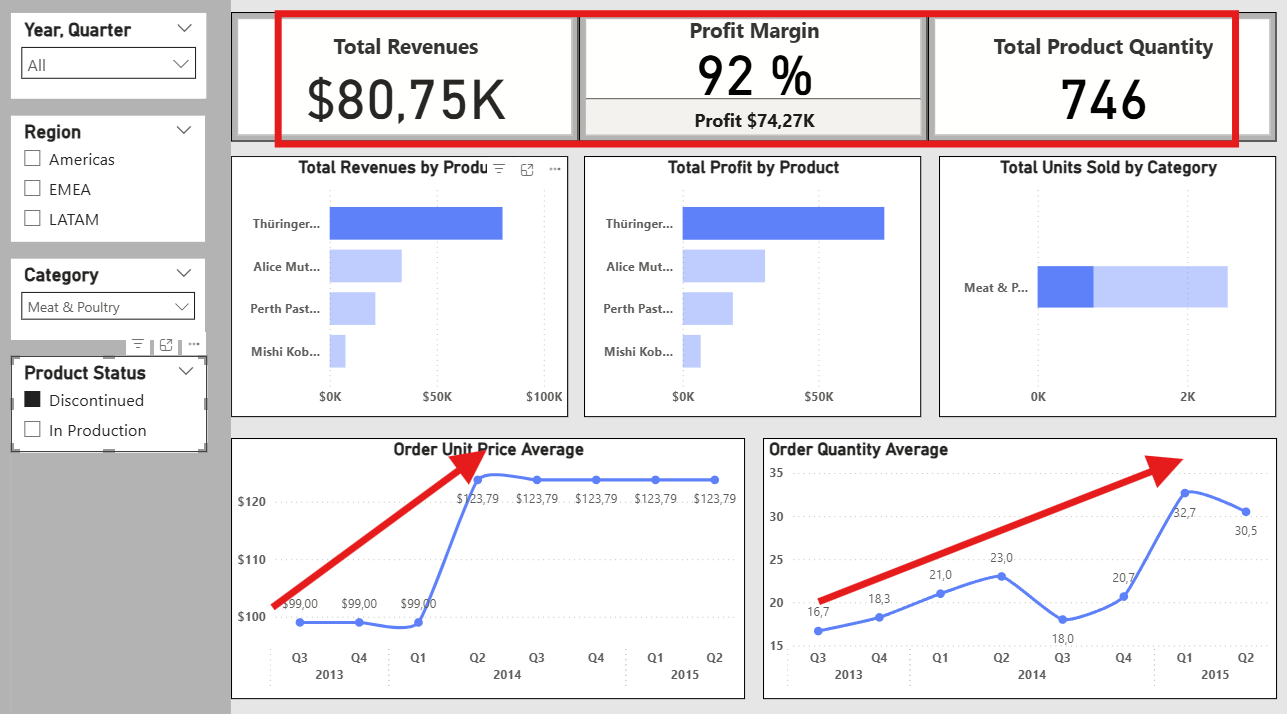 Year, Quarter
All
Region
Americas
EMEA
LATAM
Category
Meat & Poultry
Product Status
Discontinued
In Production
Total Revenues
$80,75K
Profit Margin
92 %
Profit $74,27K
Total Product Quantity
746
Total Revenues by Produ
Thüringer...
Alice Mut...
Perth Past...
Mishi Kob...
$0K $50K $100K
Total Profit by Product
Thüringer...
Alice Mut...
Perth Past...
Mishi Kob...
$0K $50K
Total Units Sold by Category
Meat & P...
0K 2K
Order Unit Price Average
$120
$110
$100
$99,00 $99,00 $99,00 $123,79 $123,79 $123,79 $123,79 $123,79
Q3 Q4 Q1 Q2 Q3 Q4 Q1 Q2
2013 2014 2015
Order Quantity Average
35
30
25
20
15
16,7 18,3 21,0 23,0 18,0 20,7 32,7 30,5
Q3 Q4 Q1 Q2 Q3 Q4 Q1 Q2
2013 2014 2015